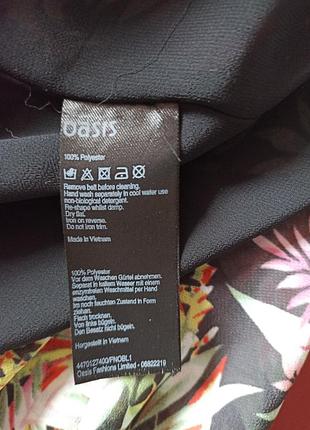 oasis
100% Polyester
Remove belt before cleaning.
Hand wash separately in cool water use
non-biological detergent.
Re-shape whilst damp.
Dry flat.
Iron on reverse.
Do not iron trim.
Made in Vietnam
100% Polyester
Vor dem Waschen Gürtel abnehmen.
Separat in kaltem Wasser mit einem
enzymfreien Waschmittel per Hand
waschen.
Im noch feuchten Zustand in Form
ziehen.
Flach trocknen.
Von links bügeln.
Den Besatz nicht bügeln.
Hergestellt in Vietnam
4470127400/FNOBL1
Oasis Fashions Limited - 06822219